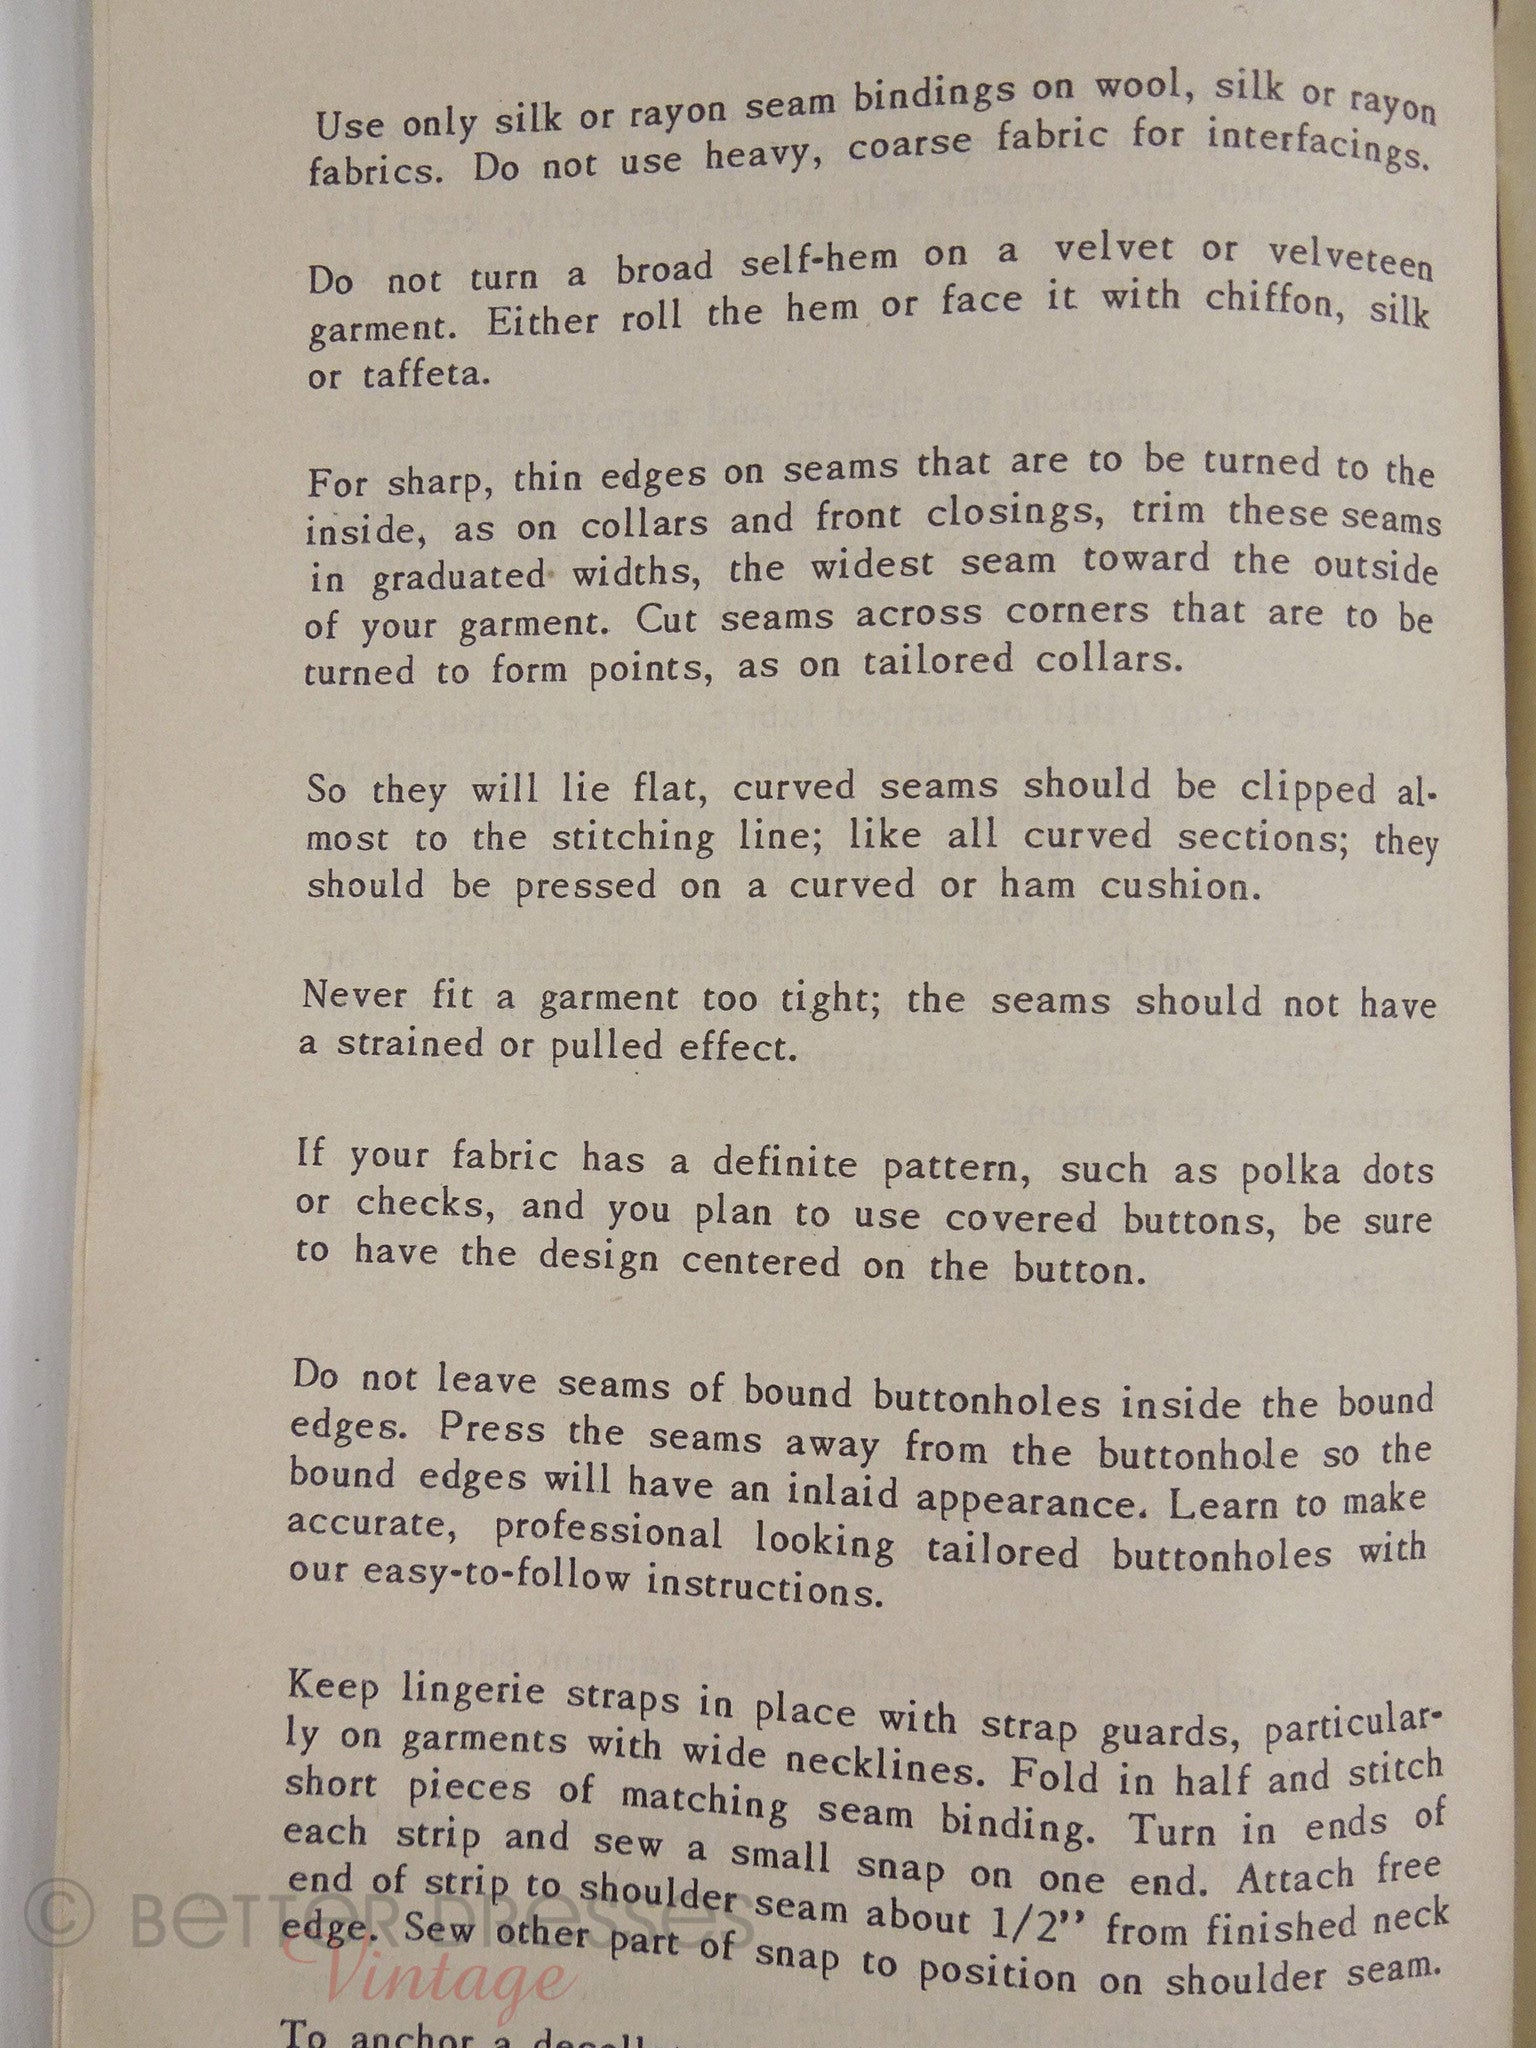 Use only silk or rayon seam bindings on wool, silk or rayon
fabrics. Do not use heavy, coarse fabric for interfacings.
Do not turn a broad self-hem on a velvet or velveteen
garment. Either roll the hem or face it with chiffon, silk
or taffeta.
For sharp, thin edges on seams that are to be turned to the
inside, as on collars and front closings, trim these seams
in graduated widths, the widest seam toward the outside
of your garment. Cut seams across corners that are to be
turned to form points, as on tailored collars.
So they will lie flat, curved seams should be clipped al-
most to the stitching line; like all curved sections; they
should be pressed on a curved or ham cushion.
Never fit a garment too tight; the seams should not have
a strained or pulled effect.
If your fabric has a definite pattern, such as polka dots
or checks, and you plan to use covered buttons, be sure
to have the design centered on the button.
Do not leave seams of bound buttonholes inside the bound
edges. Press the seams away from the buttonhole so the
bound edges will have an inlaid appearance. Learn to make
accurate, professional looking tailored buttonholes with
our easy-to-follow instructions.
Keep lingerie straps in place with strap guards, particular-
ly on garments with wide necklines. Fold in half and stitch
short pieces of matching seam binding. Turn in ends of
each strip and sew a small snap on one end. Attach free
end of strip to shoulder seam about 1/2" from finished neck
edge. Sew other part of snap to position on shoulder seam.
To anchor a
© BETTER DRESSES
Vintage